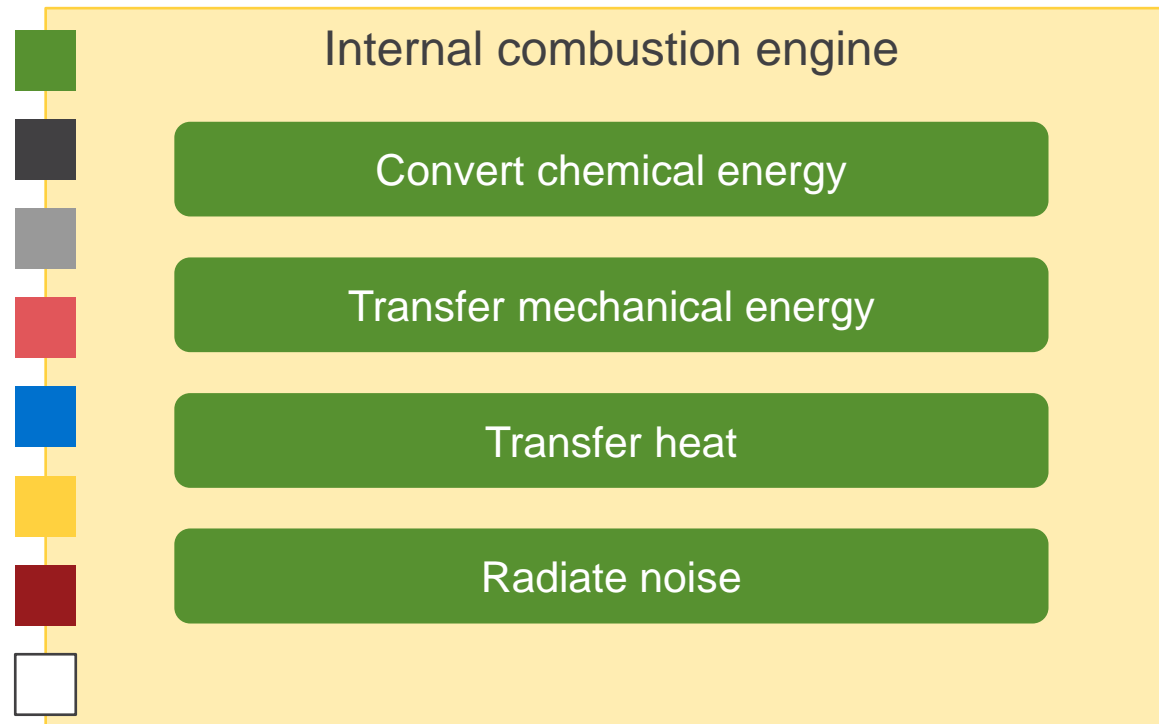 Internal combustion engine
Convert chemical energy
Transfer mechanical energy
Transfer heat
Radiate noise